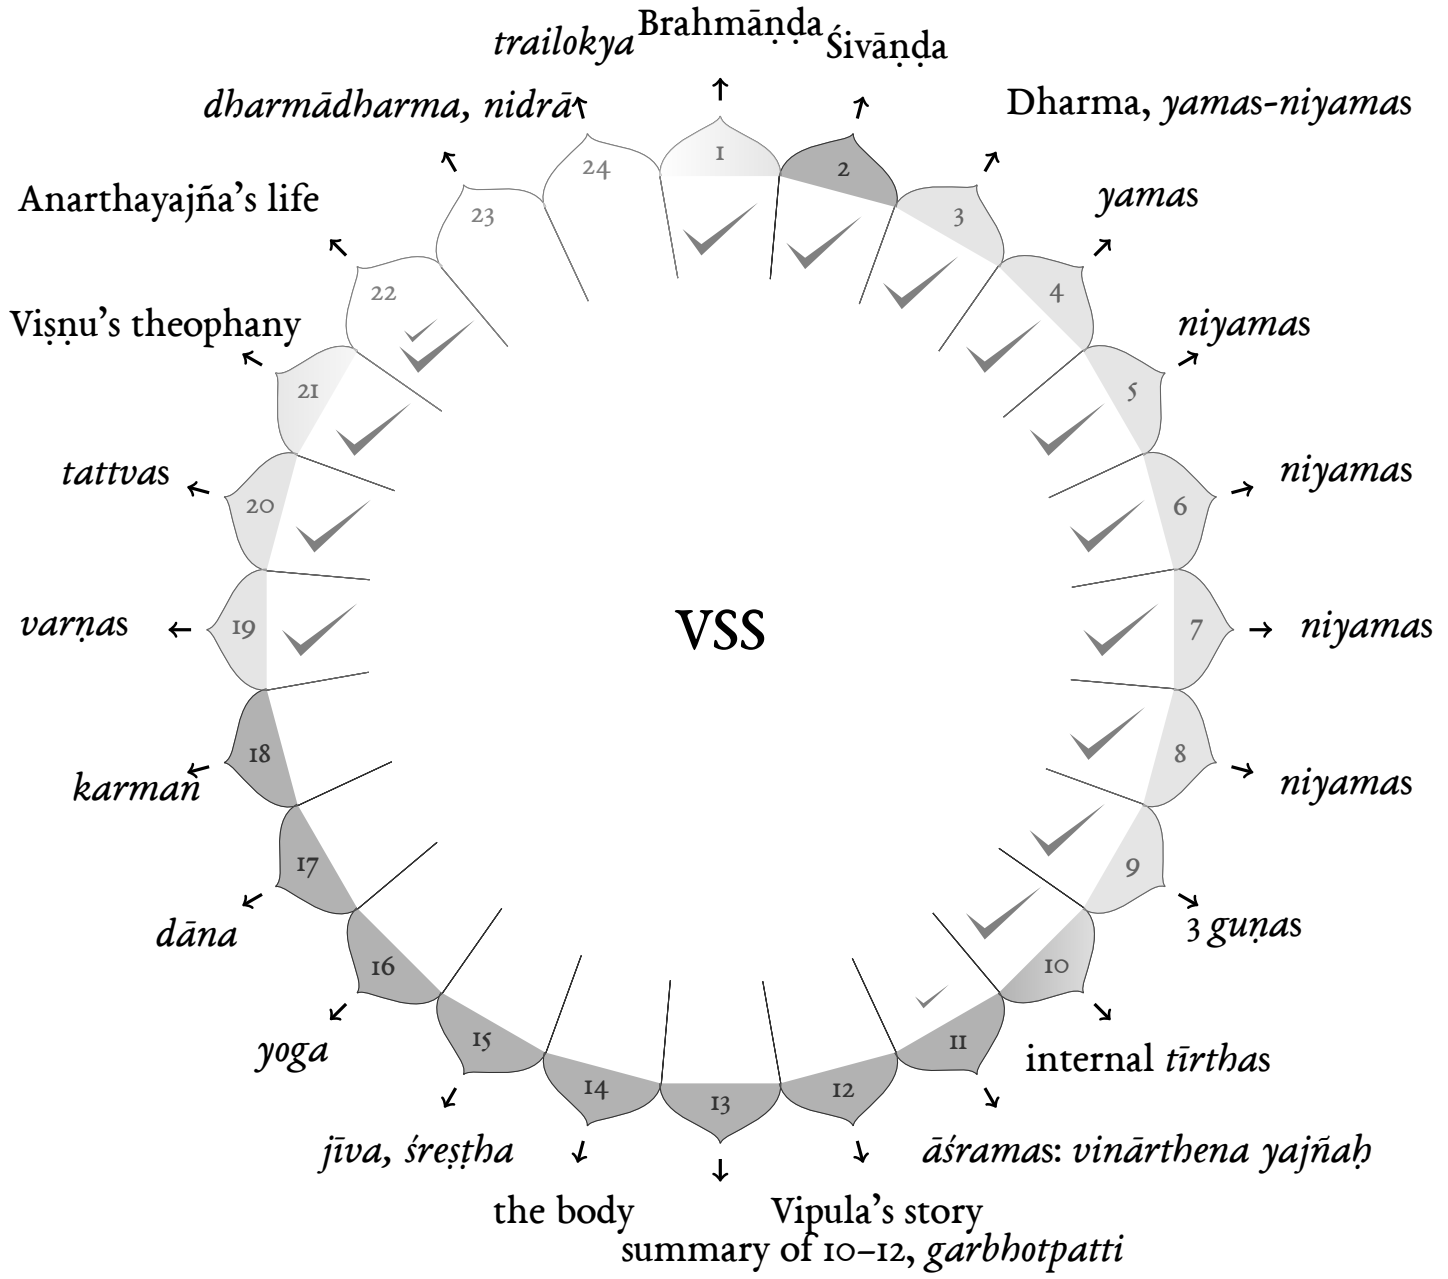 Brahmāṇḍa
trailokya
Śivāṇḍa
dharmādharma, nidrā
Dharma, yamas-niyamas
24
1
2
Anarthayajña's life
23
3
yamas
22
4
Viṣṇu's theophany
niyamas
21
5
tattvas
20
6
niyamas
varṇas
19
VSS
7
niyamas
18
8
karman
niyamas
17
9
dāna
3 guṇas
16
10
yoga
15
11
internal tīrthas
14
13
12
jīva, śreṣṭha
āśramas: vinārthena yajñaḥ
the body
Vipula's story
summary of 10–12, garbhotpatti